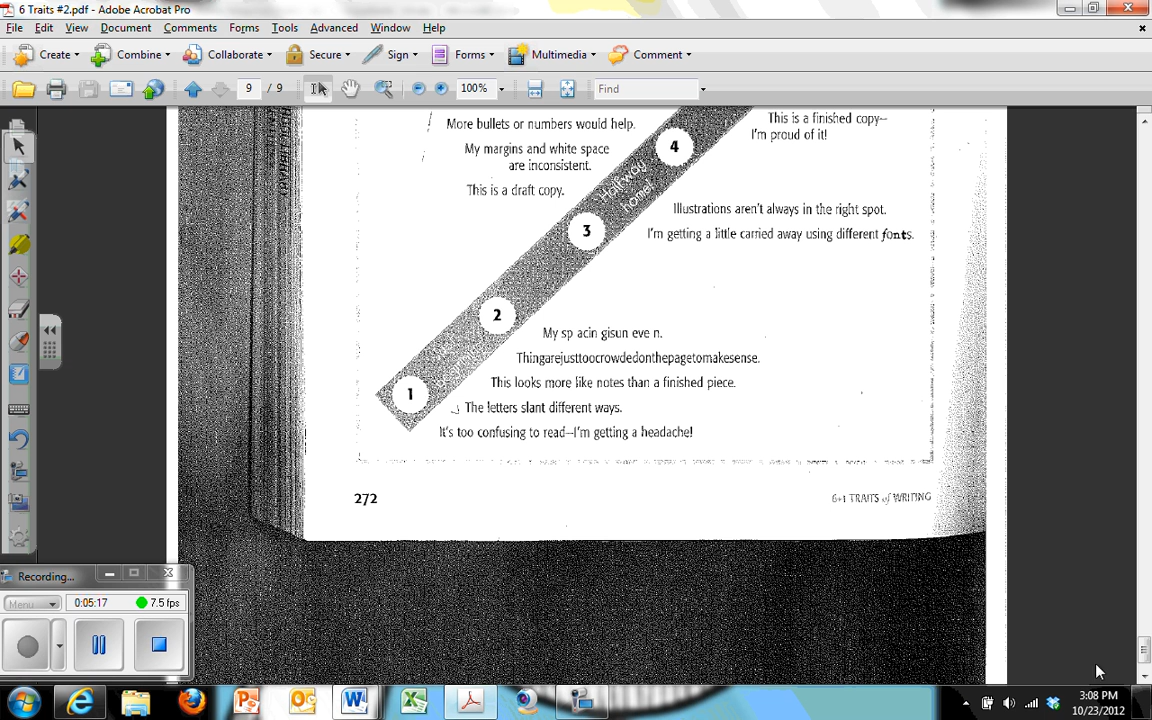 6 Traits #2.pdf - Adobe Acrobat Pro
File Edit View Document Comments Forms Tools Advanced Window Help
Create Combine Collaborate Secure Sign Forms Multimedia Comment
9 / 9 100% Find
More bullets or numbers would help.
My margins and white space
are inconsistent.
This is a draft copy.
This is a finished copy—
I'm proud of it!
4
Halfway
home!
3
Illustrations aren't always in the right spot.
I'm getting a little carried away using different fonts.
2
My sp acin gisun eve n.
Thingarejusttoocrowdedonthepagetomakesense.
This looks more like notes than a finished piece.
1
The letters slant different ways.
It's too confusing to read—I'm getting a headache!
272
6+1 TRAITS of WRITING
Recording...
Menu 0:05:17 7.5 fps
3:08 PM
10/23/2012